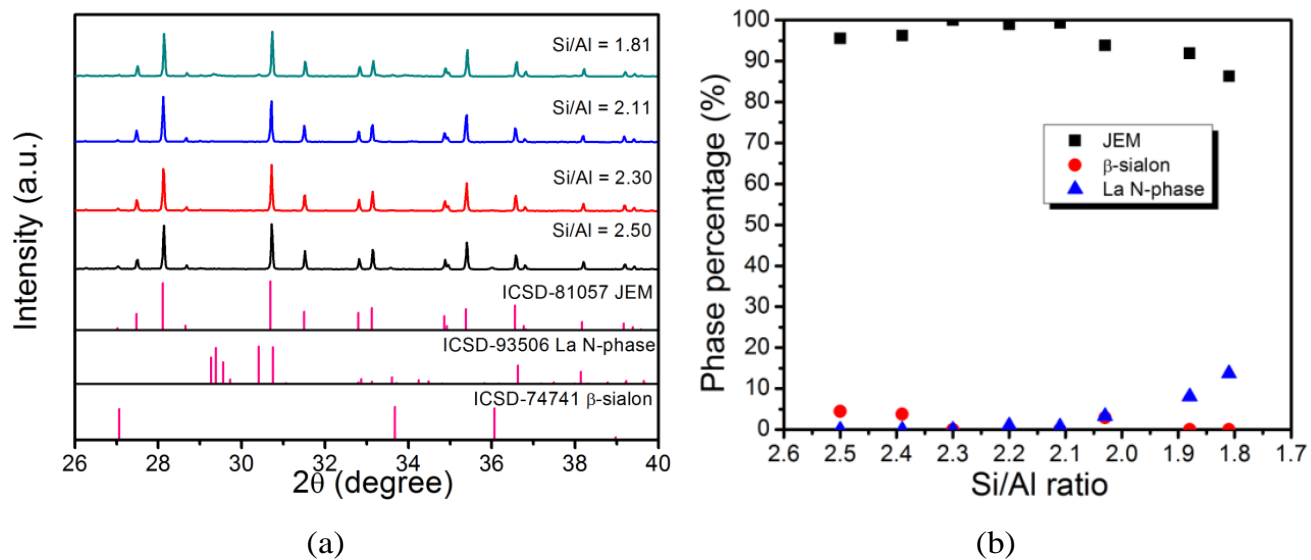 Intensity (a.u.)
Si/Al = 1.81
Si/Al = 2.11
Si/Al = 2.30
Si/Al = 2.50
ICSD-81057 JEM
ICSD-93506 La N-phase
ICSD-74741 β-sialon
26 28 30 32 34 36 38 40
2θ (degree)
(a)
Phase percentage (%)
100
90
80
70
60
50
40
30
20
10
0
JEM
β-sialon
La N-phase
2.6 2.5 2.4 2.3 2.2 2.1 2.0 1.9 1.8 1.7
Si/Al ratio
(b)